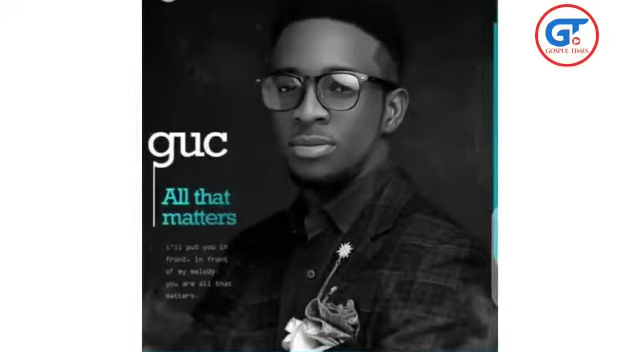 GT
GOSPUL TIMES
guc
All that
matters
i'll put you in
front. in front
of my melody
you are all that
matters.